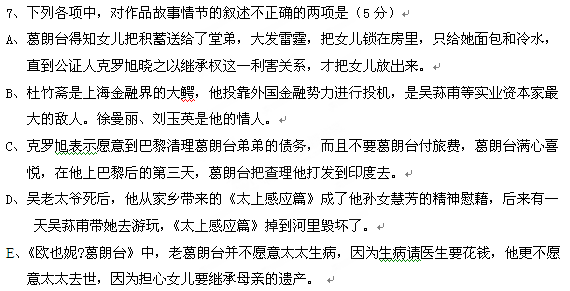 7、下列各项中，对作品故事情节的叙述不正确的两项是（5 分）
A、葛朗台得知女儿把积蓄送给了堂弟，大发雷霆，把女儿锁在房里，只给她面包和冷水，
直到公证人克罗旭晓之以继承权这一利害关系，才把女儿放出来。
B、杜竹斋是上海金融界的大鳄，他投靠外国金融势力进行投机，是吴荪甫等实业资本家最
大的敌人。徐曼丽、刘玉英是他的情人。
C、克罗旭表示愿意到巴黎清理葛朗台弟弟的债务，而且不要葛朗台付旅费，葛朗台满心喜
悦，在他上巴黎后的第三天，葛朗台把查理他打发到印度去。
D、吴老太爷死后，他从家乡带来的《太上感应篇》成了他孙女慧芳的精神慰藉，后来有一
天吴荪甫带她去游玩，《太上感应篇》掉到河里毁坏了。
E、《欧也妮?葛朗台》中，老葛朗台并不愿意太太生病，因为生病请医生要花钱，他更不愿
意太太去世，因为担心女儿要继承母亲的遗产。